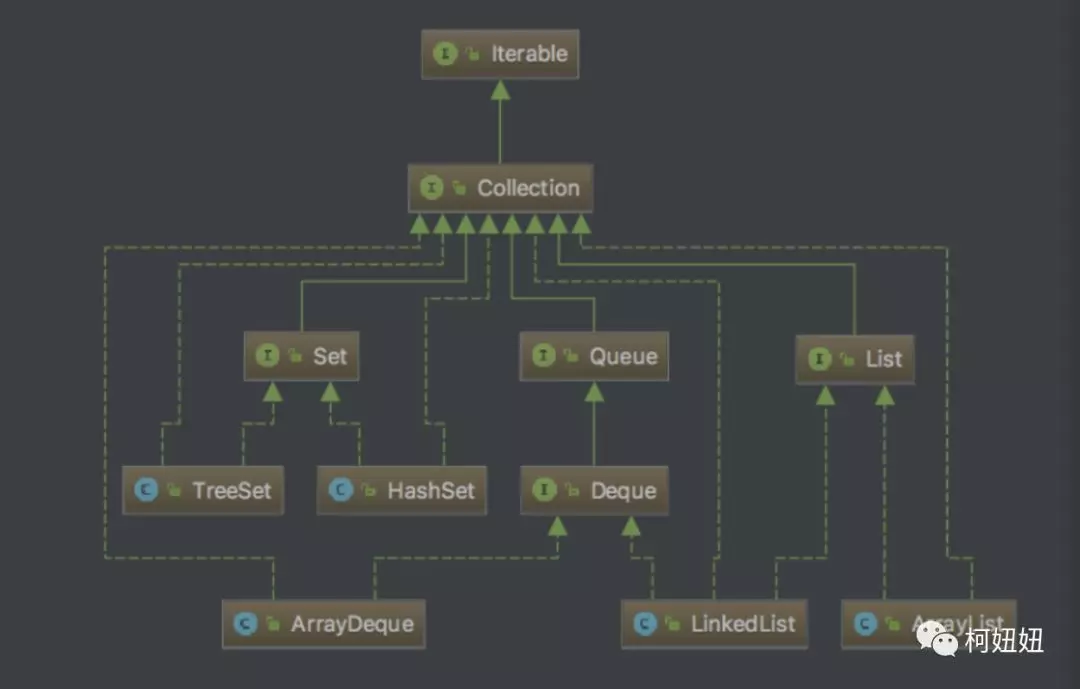 I Iterable
I Collection
I Set
I Queue
I List
C TreeSet
C HashSet
I Deque
C ArrayDeque
C LinkedList
C ArrayList
柯妞妞